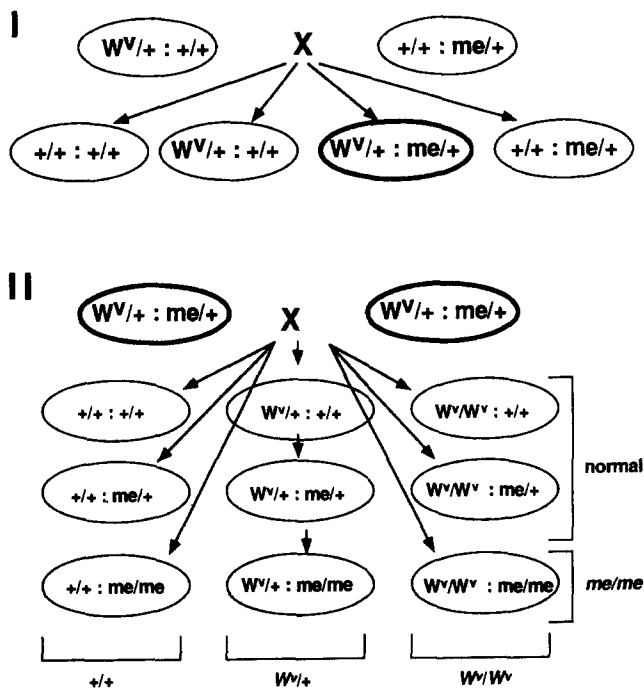 I
Wv/+ : +/+ X +/+ : me/+
+/+ : +/+ Wv/+ : +/+ Wv/+ : me/+ +/+ : me/+
II
Wv/+ : me/+ X Wv/+ : me/+
+/+ : +/+ Wv/+ : +/+ Wv/Wv : +/+
normal
+/+ : me/+ Wv/+ : me/+ Wv/Wv : me/+
+/+ : me/me Wv/+ : me/me Wv/Wv : me/me me/me
+/+ Wv/+ Wv/Wv